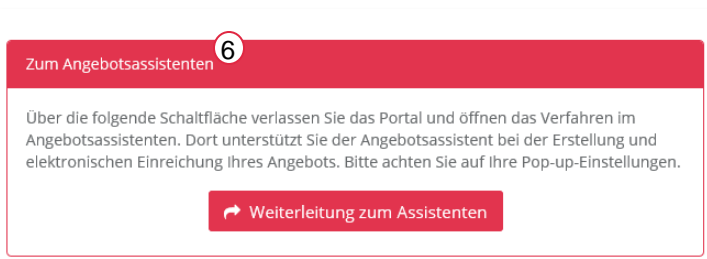 6
Zum Angebotsassistenten
Über die folgende Schaltfläche verlassen Sie das Portal und öffnen das Verfahren im
Angebotsassistenten. Dort unterstützt Sie der Angebotsassistent bei der Erstellung und
elektronischen Einreichung Ihres Angebots. Bitte achten Sie auf Ihre Pop-up-Einstellungen.
Weiterleitung zum Assistenten